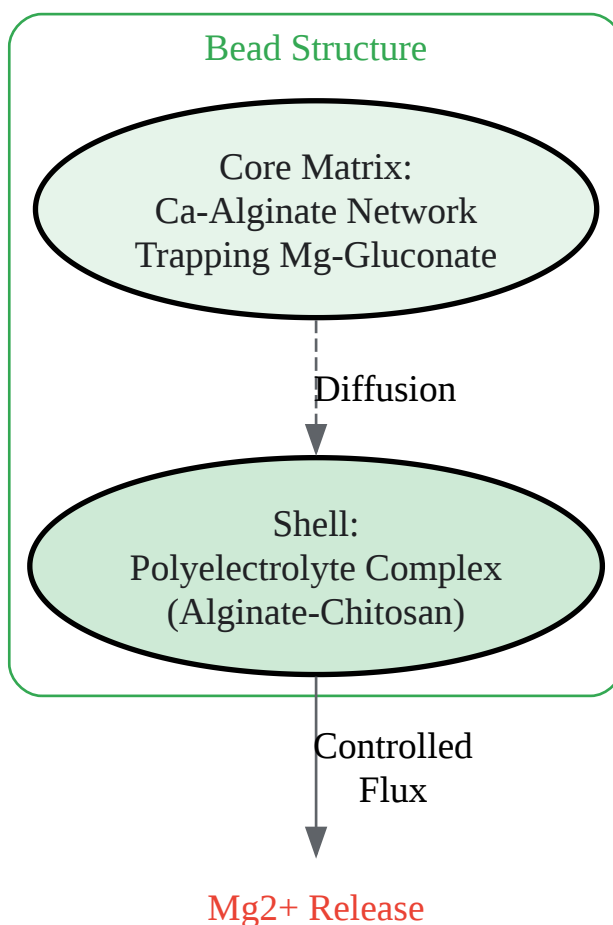 Bead Structure
Core Matrix:
Ca-Alginate Network
Trapping Mg-Gluconate
Diffusion
Shell:
Polyelectrolyte Complex
(Alginate-Chitosan)
Controlled
Flux
Mg2+ Release